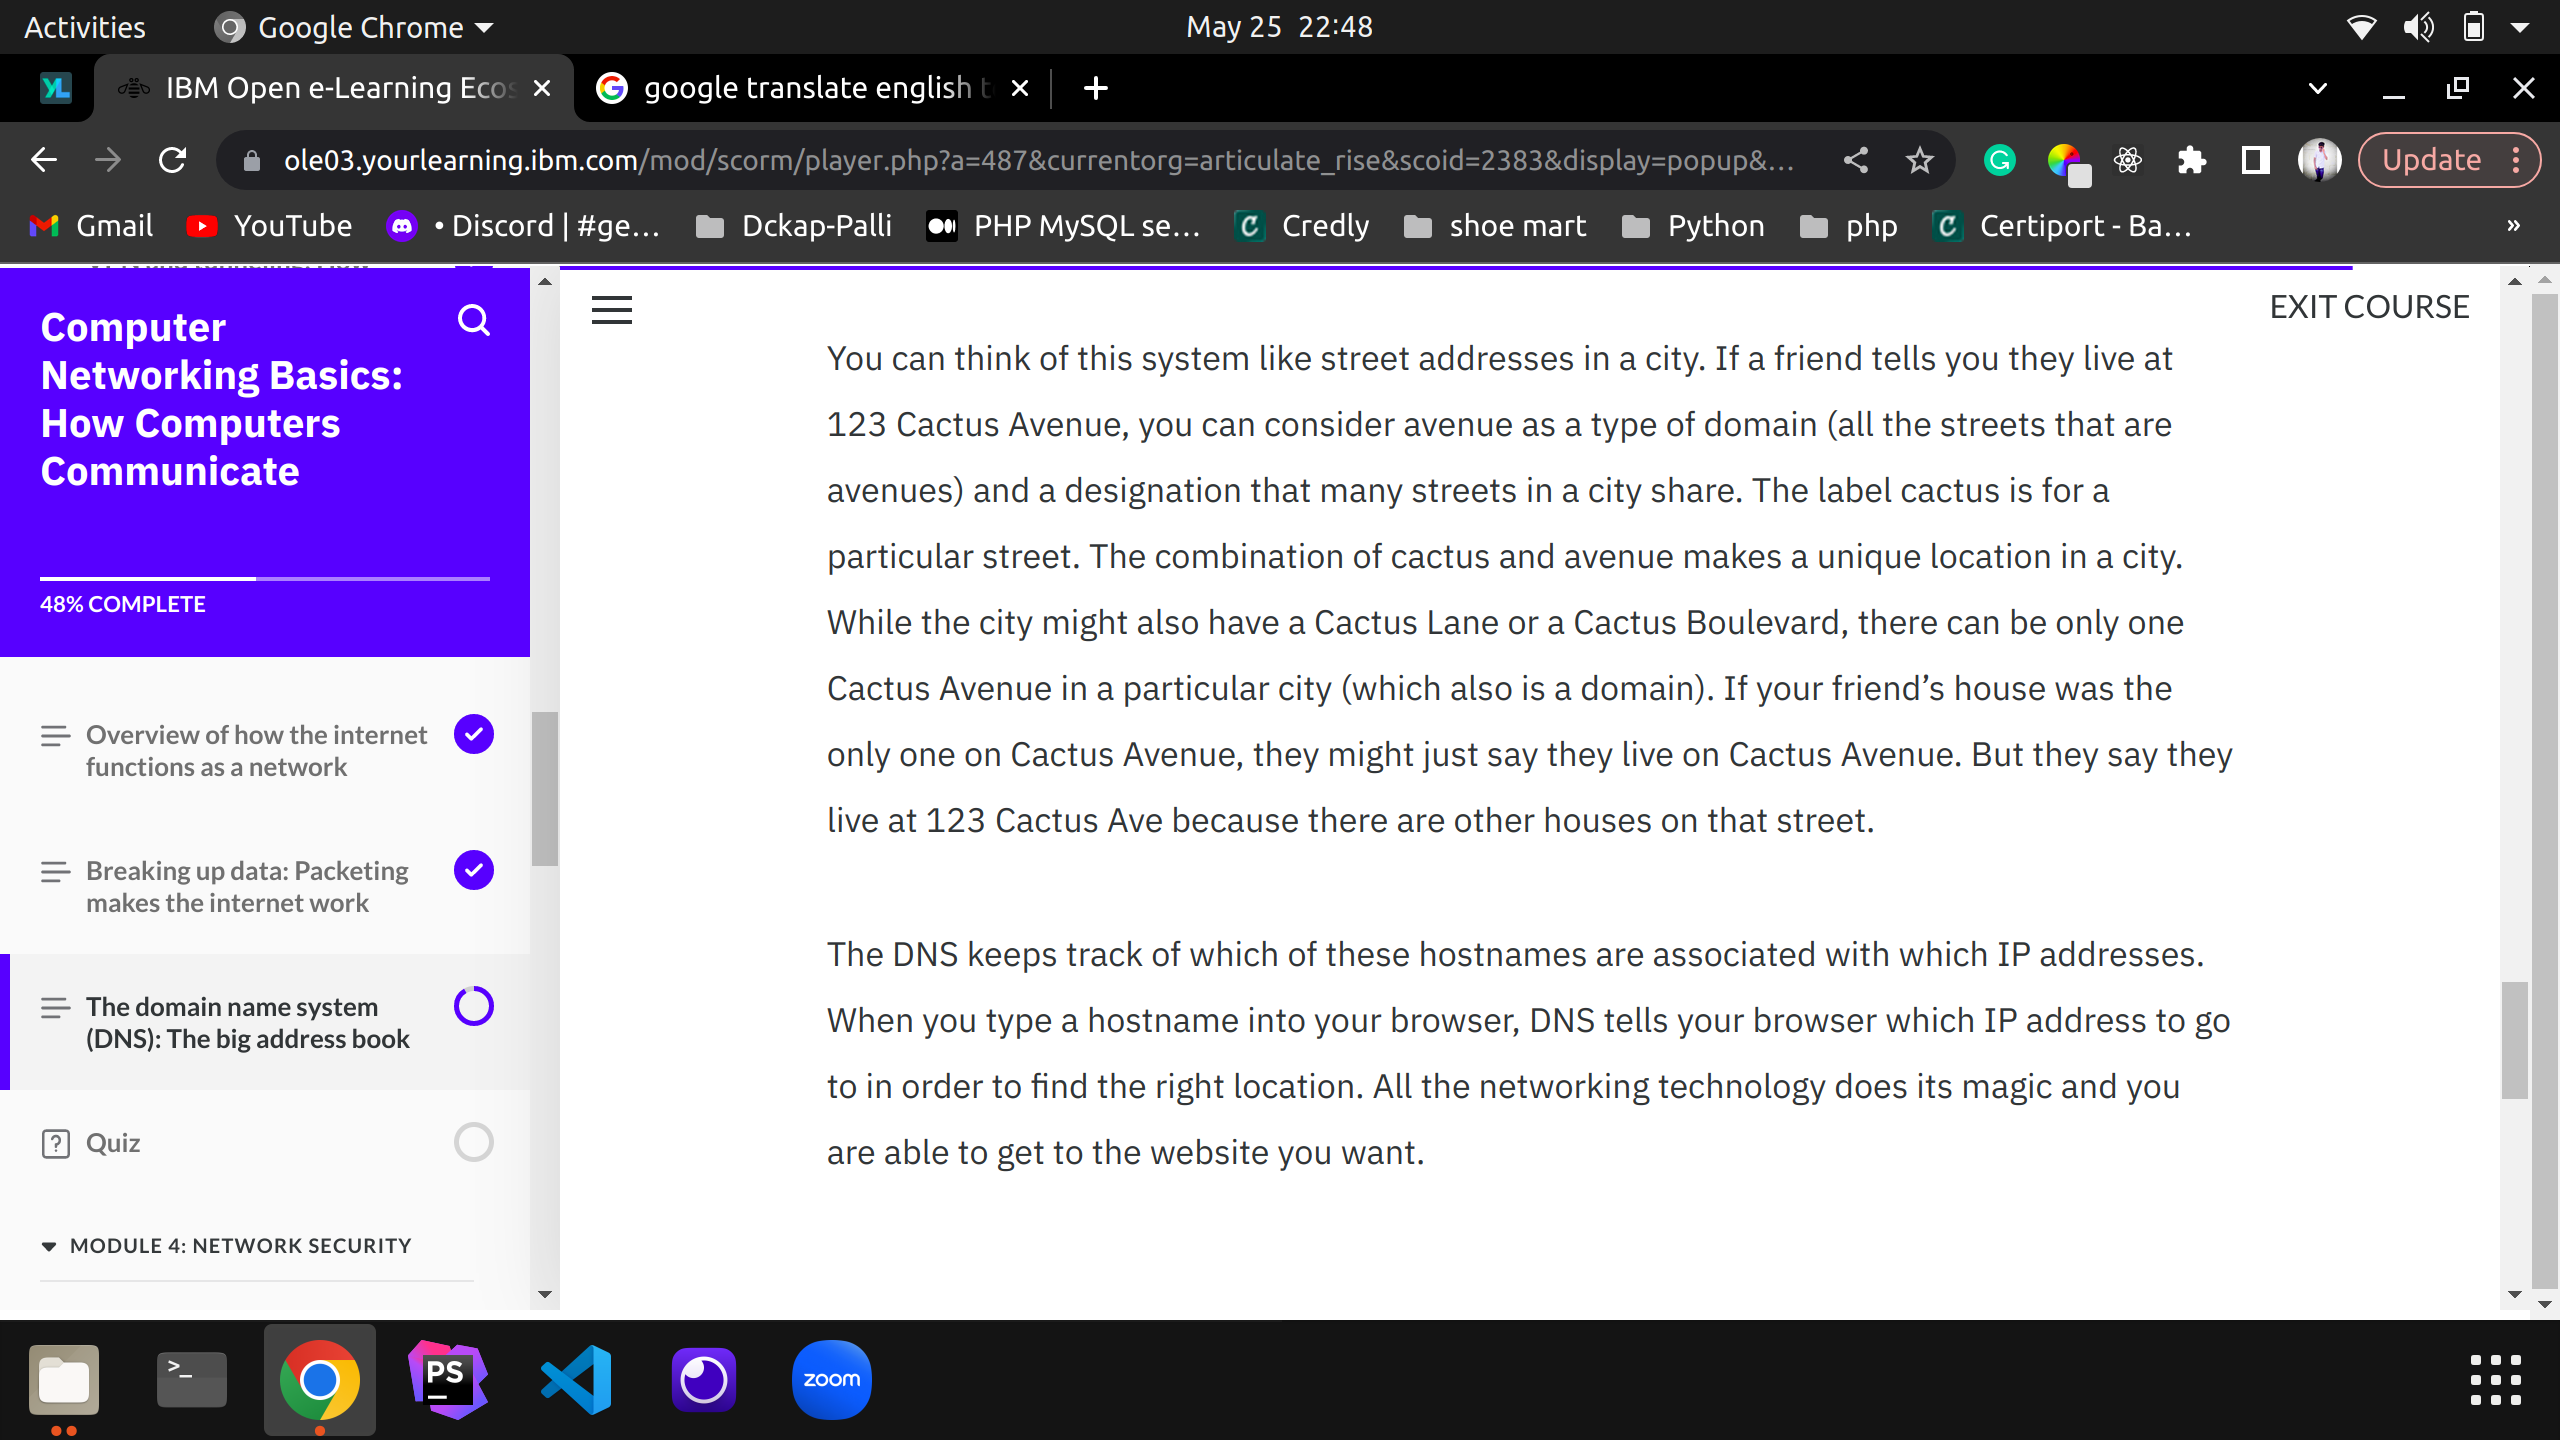 Activities
Google Chrome
May 25 22:48
IBM Open e-Learning Ecos
google translate english t
ole03.yourlearning.ibm.com/mod/scorm/player.php?a=487&currentorg=articulate_rise&scoid=2383&display=popup&...
Update
Gmail
YouTube
• Discord | #ge...
Dckap-Palli
PHP MySQL se...
Credly
shoe mart
Python
php
Certiport - Ba...
»
Computer
Networking Basics:
How Computers
Communicate
48% COMPLETE
Overview of how the internet
functions as a network
Breaking up data: Packeting
makes the internet work
The domain name system
(DNS): The big address book
Quiz
MODULE 4: NETWORK SECURITY
EXIT COURSE
You can think of this system like street addresses in a city. If a friend tells you they live at
123 Cactus Avenue, you can consider avenue as a type of domain (all the streets that are
avenues) and a designation that many streets in a city share. The label cactus is for a
particular street. The combination of cactus and avenue makes a unique location in a city.
While the city might also have a Cactus Lane or a Cactus Boulevard, there can be only one
Cactus Avenue in a particular city (which also is a domain). If your friend’s house was the
only one on Cactus Avenue, they might just say they live on Cactus Avenue. But they say they
live at 123 Cactus Ave because there are other houses on that street.
The DNS keeps track of which of these hostnames are associated with which IP addresses.
When you type a hostname into your browser, DNS tells your browser which IP address to go
to in order to find the right location. All the networking technology does its magic and you
are able to get to the website you want.
YL
PS
zoom